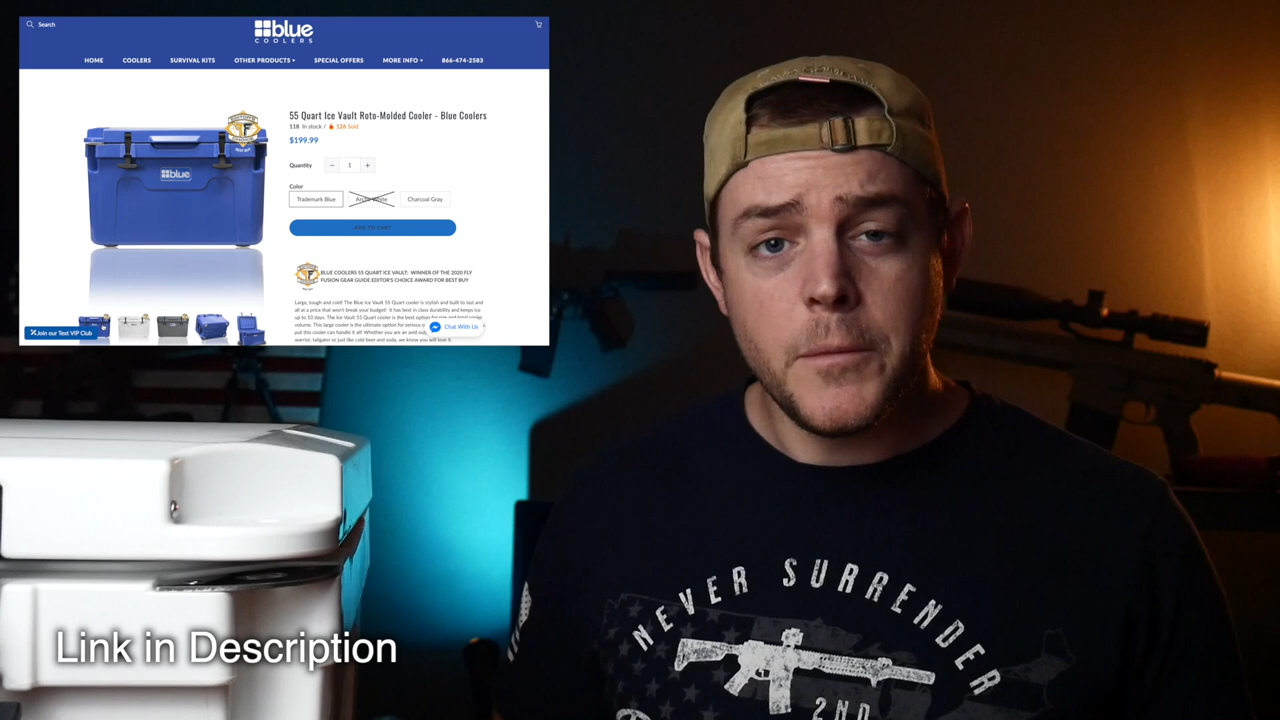 Search
blue
COOLERS
HOME COOLERS SURVIVAL KITS OTHER PRODUCTS ▾ SPECIAL OFFERS MORE INFO ▾ 866-474-2583
55 Quart Ice Vault Roto-Molded Cooler - Blue Coolers
118 In stock / 126 Sold
$199.99
Quantity − 1 +
Color
Trademark Blue Arctic White Charcoal Gray
ADD TO CART
blue
BLUE COOLERS 55 QUART ICE VAULT: WINNER OF THE 2020 FLY
FUSION GEAR GUIDE EDITOR'S CHOICE AWARD FOR BEST BUY
Large, tough and cold! The Blue Ice Vault 55 Quart cooler is stylish and built to last and
all at a price that won't break your budget! It has best in class durability and keeps ice
up to 10 days. The Ice Vault 55 Quart cooler is the best option for size and total
volume. This large cooler is the ultimate option for serious
put this cooler can handle it all! Whether you are an avid
warrior, tailgator or just like cold beer and soda, we know you will love it.
Join our Text VIP Club
Chat With Us
Link in Description
NEVER SURRENDER
2ND